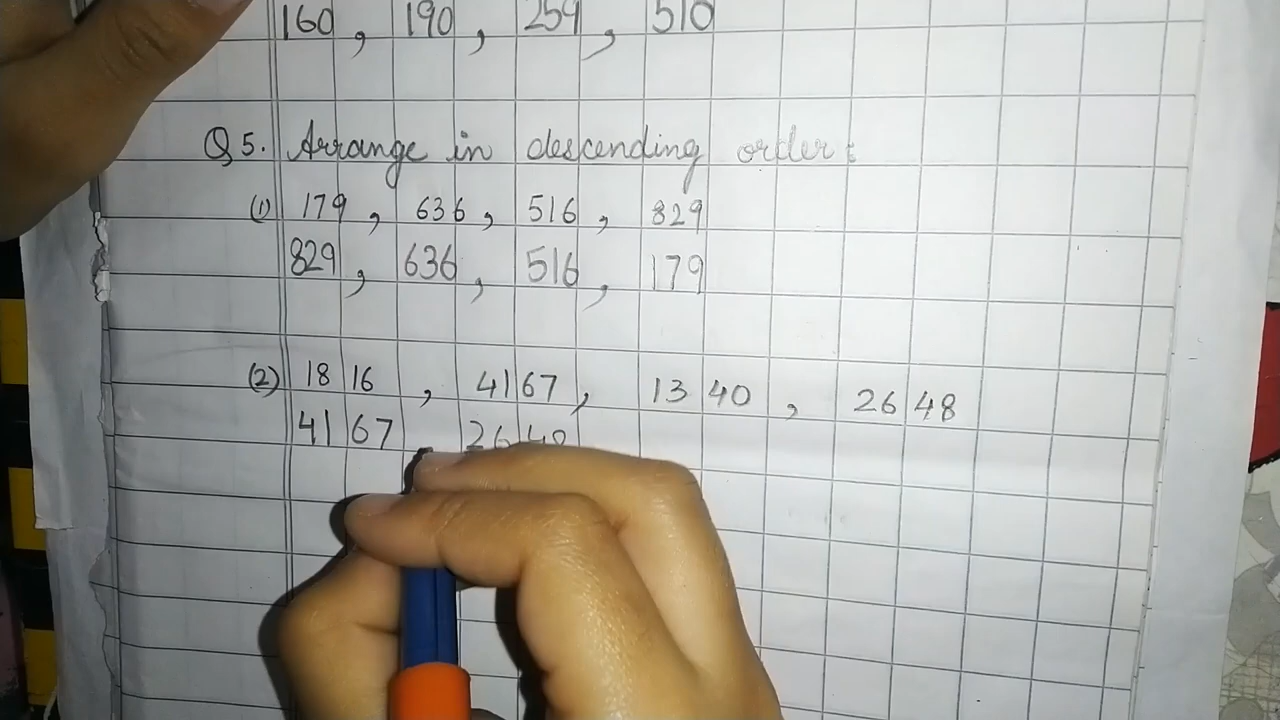 160, 190, 259, 510
Q5. Arrange in descending order:
(1) 179, 636, 516, 829
829, 636, 516, 179
(2) 1816, 4167, 1340, 2648
4167 2648